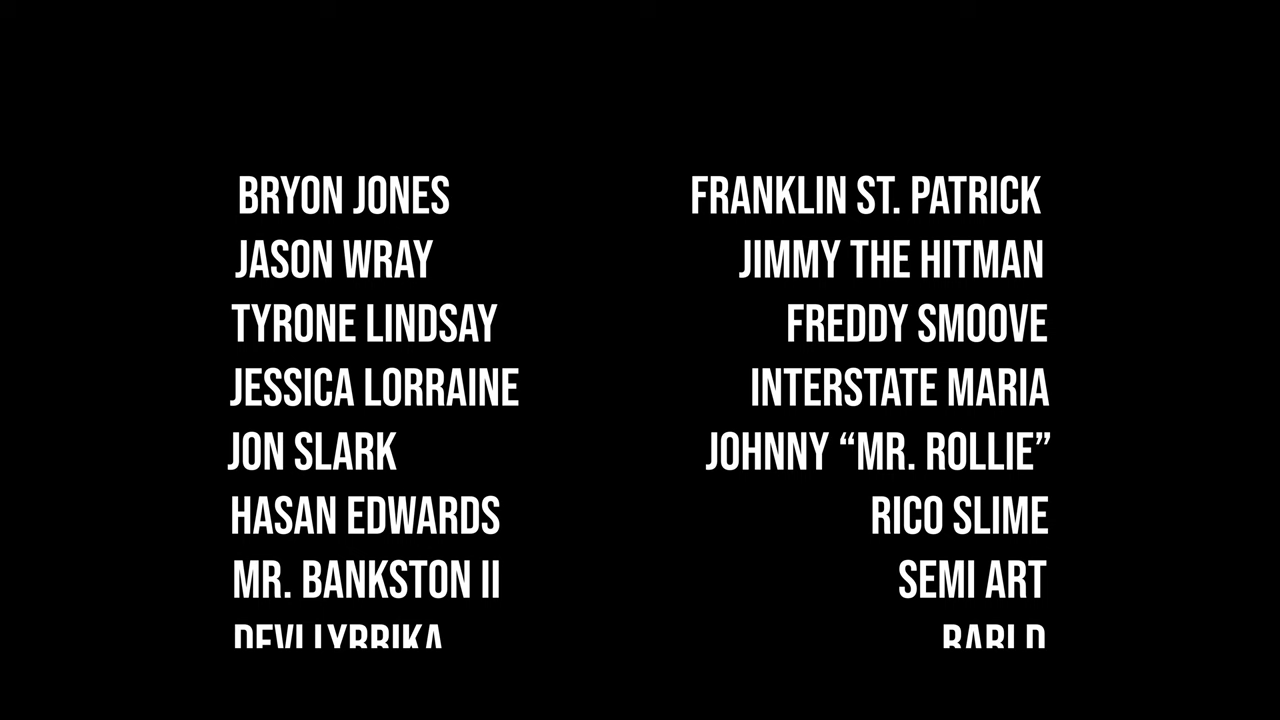 BRYON JONES FRANKLIN ST. PATRICK
JASON WRAY JIMMY THE HITMAN
TYRONE LINDSAY FREDDY SMOOVE
JESSICA LORRAINE INTERSTATE MARIA
JON SLARK JOHNNY “MR. ROLLIE”
HASAN EDWARDS RICO SLIME
MR. BANKSTON II SEMI ART